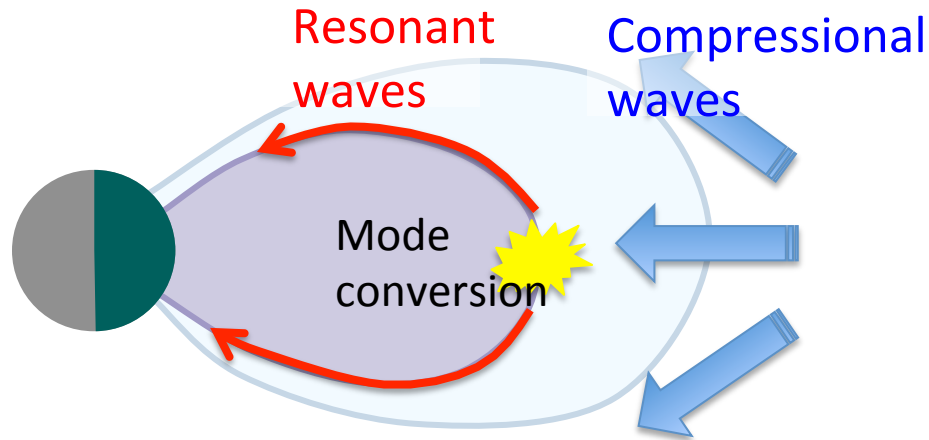 Resonant
waves
Compressional
waves
Mode
conversion